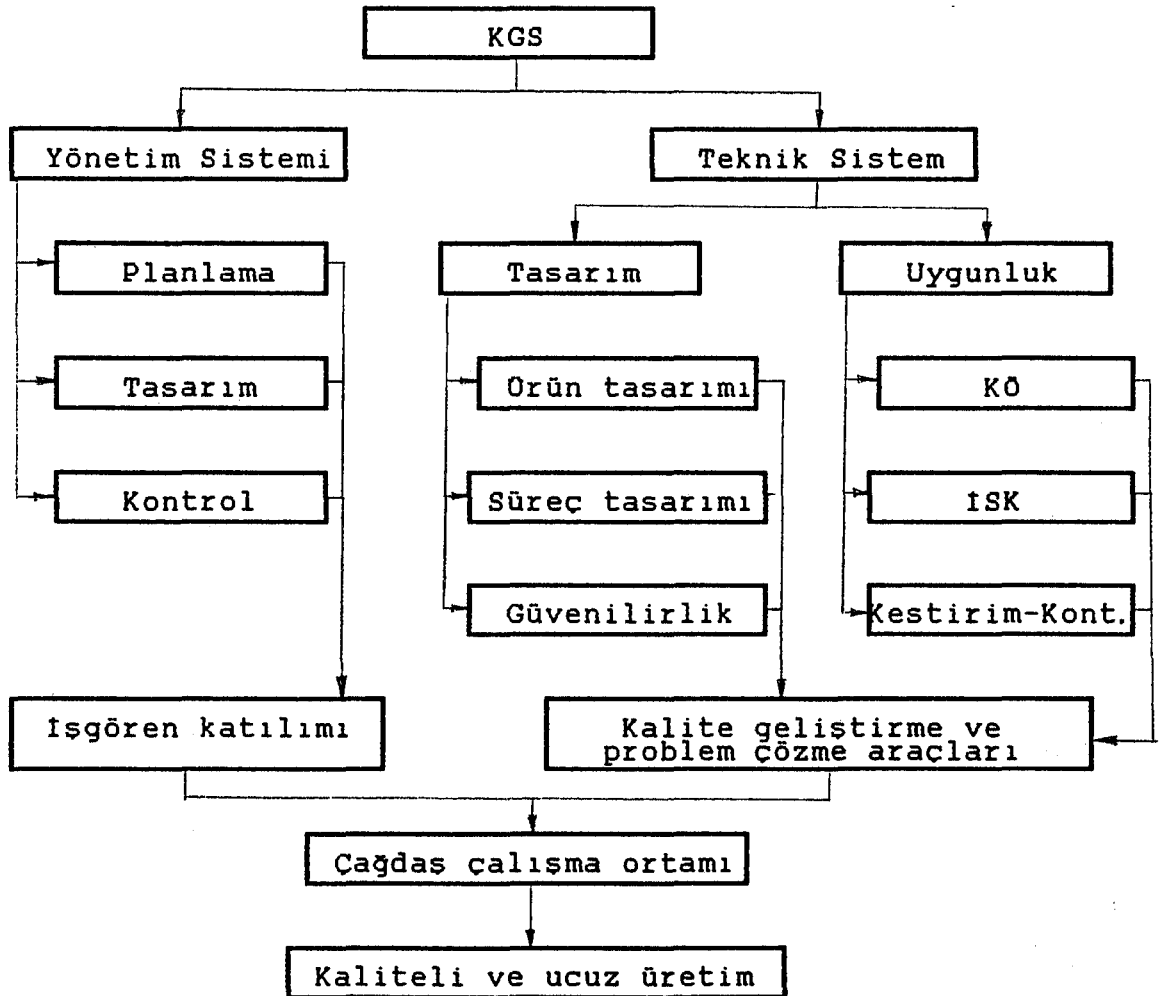 KGS
Yönetim Sistemi
Teknik Sistem
Planlama
Tasarım
Uygunluk
Tasarım
Ürün tasarımı
KÖ
Kontrol
Süreç tasarımı
İSK
Güvenilirlik
Kestirim-Kont.
İşgören katılımı
Kalite geliştirme ve
problem çözme araçları
Çağdaş çalışma ortamı
Kaliteli ve ucuz üretim